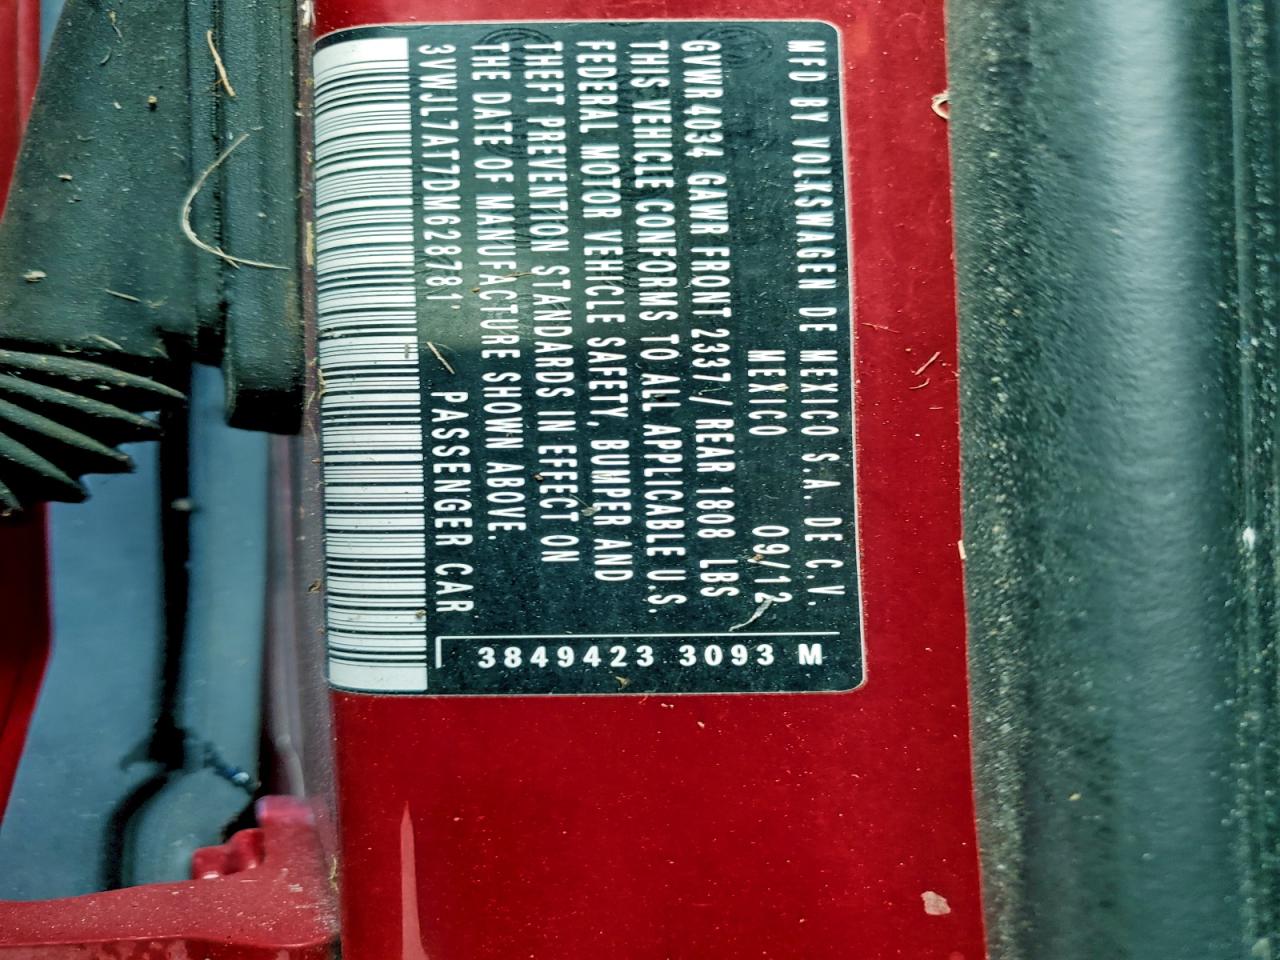 MFD BY VOLKSWAGEN DE MEXICO S.A. DE C.V.
MEXICO 09/12
GVWR 4034 GAWR FRONT 2337 / REAR 1808 LBS
THIS VEHICLE CONFORMS TO ALL APPLICABLE U.S.
FEDERAL MOTOR VEHICLE SAFETY, BUMPER AND
THEFT PREVENTION STANDARDS IN EFFECT ON
THE DATE OF MANUFACTURE SHOWN ABOVE.
3VWJL7AT7DM628781 PASSENGER CAR
3849423 3093 M